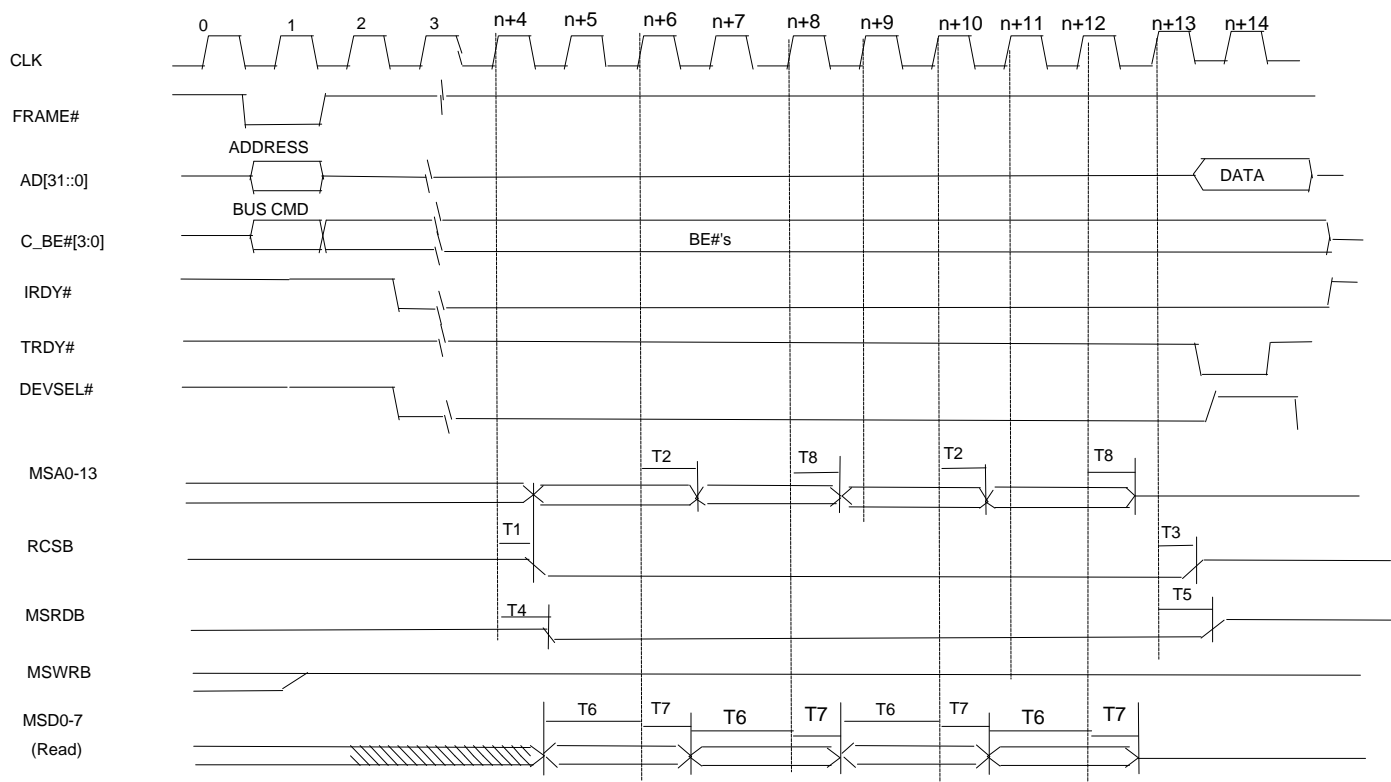 0 1 2 3 n+4 n+5 n+6 n+7 n+8 n+9 n+10 n+11 n+12 n+13 n+14
CLK
FRAME#
ADDRESS
AD[31::0] DATA
BUS CMD
C_BE#[3:0] BE#'s
IRDY#
TRDY#
DEVSEL#
T2 T8 T2 T8
MSA0-13
T1 T3
RCSB
T4 T5
MSRDB
MSWRB
T6 T7 T6 T7 T6 T7 T6 T7
MSD0-7
(Read)